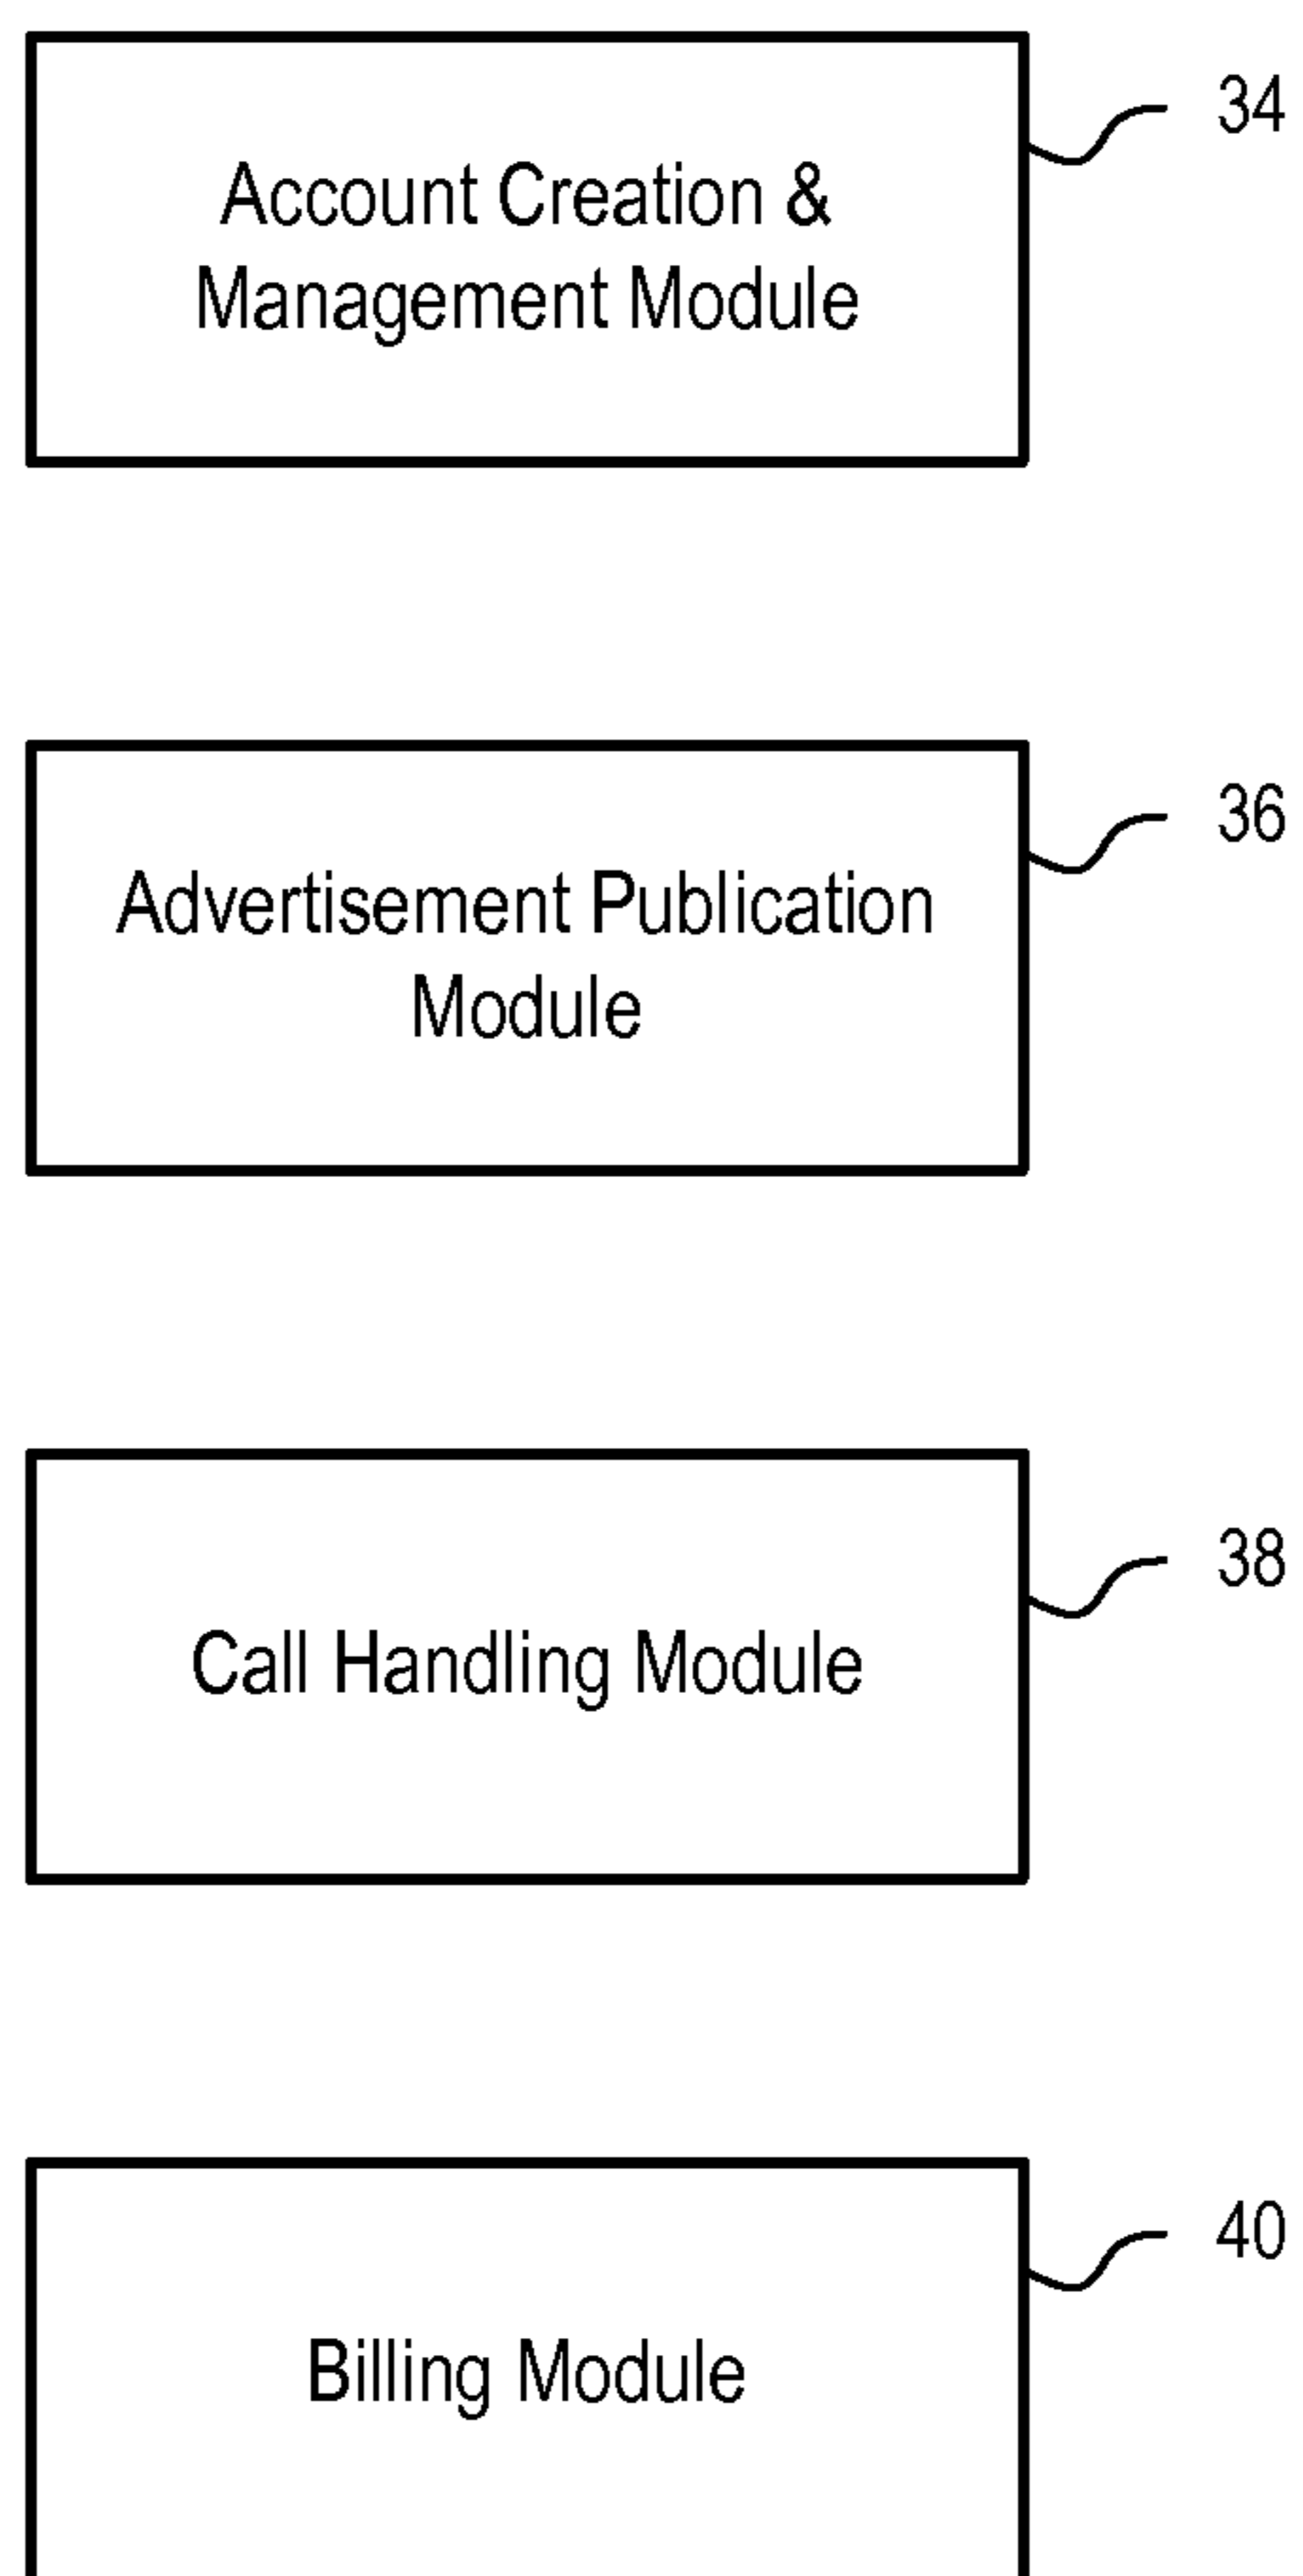 34
Account Creation &
Management Module
36
Advertisement Publication
Module
38
Call Handling Module
40
Billing Module